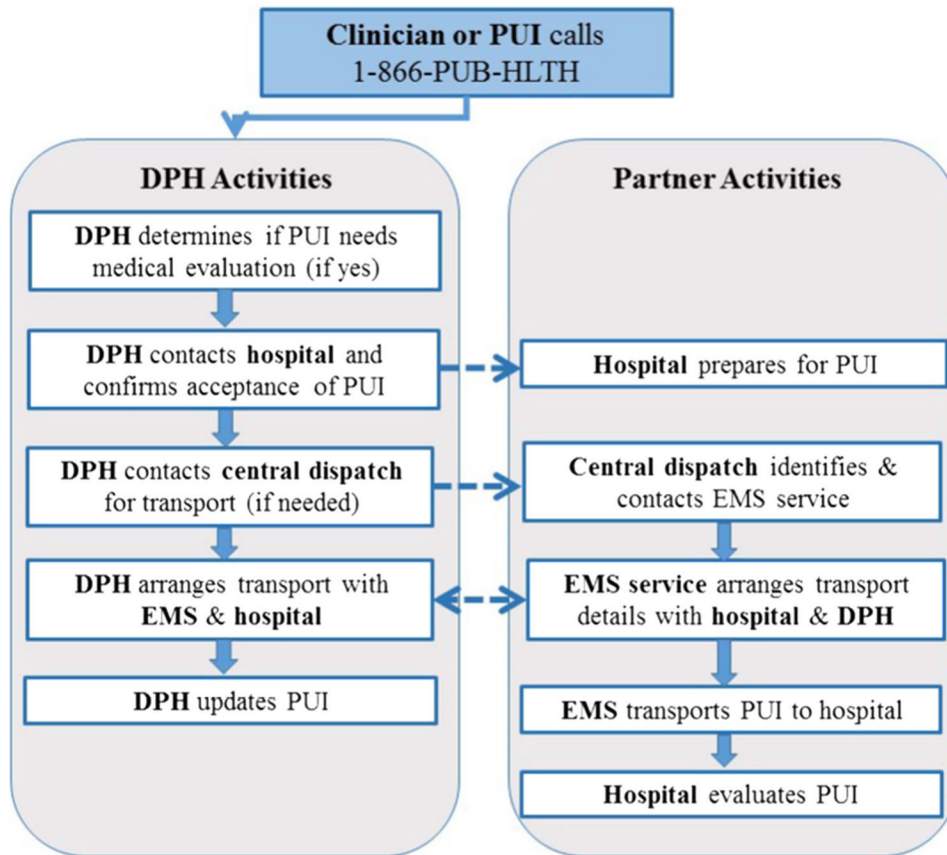 Clinician or PUI calls
1-866-PUB-HLTH
DPH Activities
DPH determines if PUI needs
medical evaluation (if yes)
DPH contacts hospital and
confirms acceptance of PUI
DPH contacts central dispatch
for transport (if needed)
DPH arranges transport with
EMS & hospital
DPH updates PUI
Partner Activities
Hospital prepares for PUI
Central dispatch identifies &
contacts EMS service
EMS service arranges transport
details with hospital & DPH
EMS transports PUI to hospital
Hospital evaluates PUI